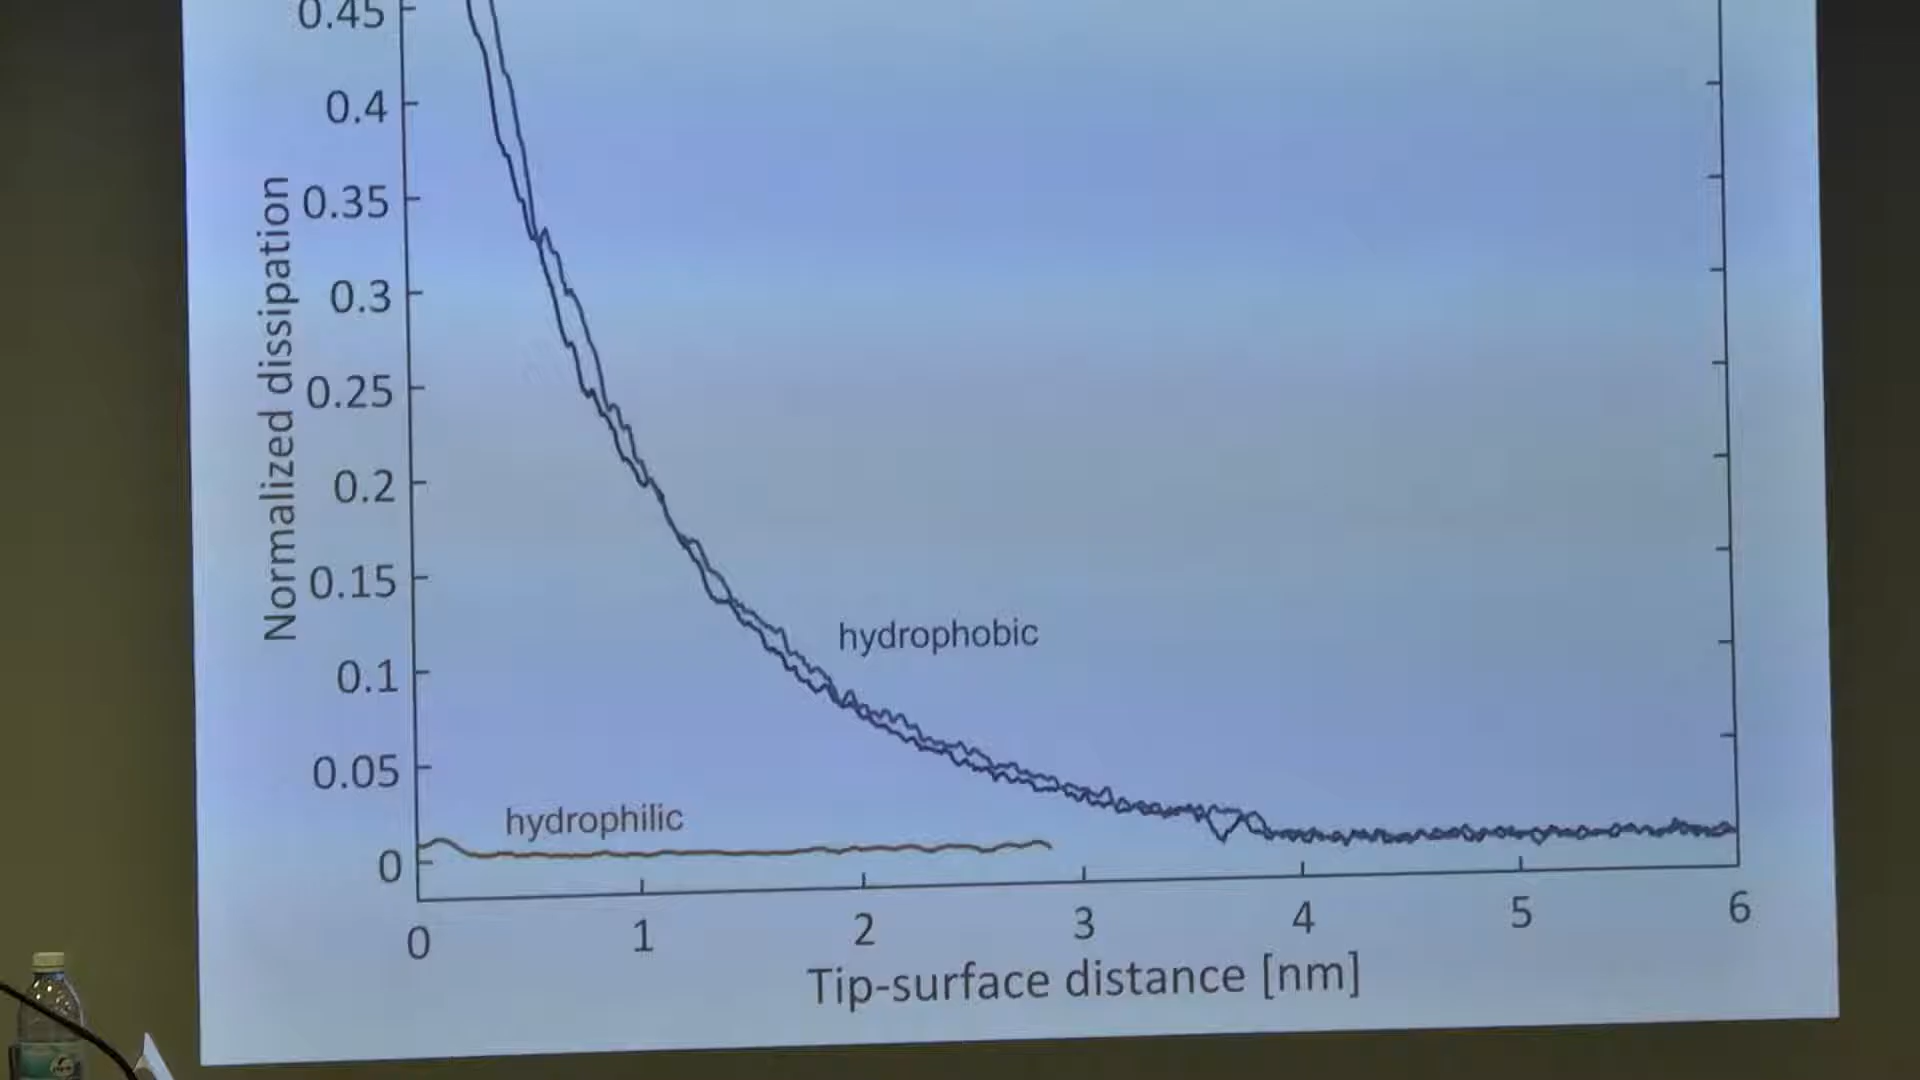 0.45
0.4
0.35
0.3
0.25
0.2
0.15
0.1
0.05
0
Normalized dissipation
hydrophobic
hydrophilic
0 1 2 3 4 5 6
Tip-surface distance [nm]